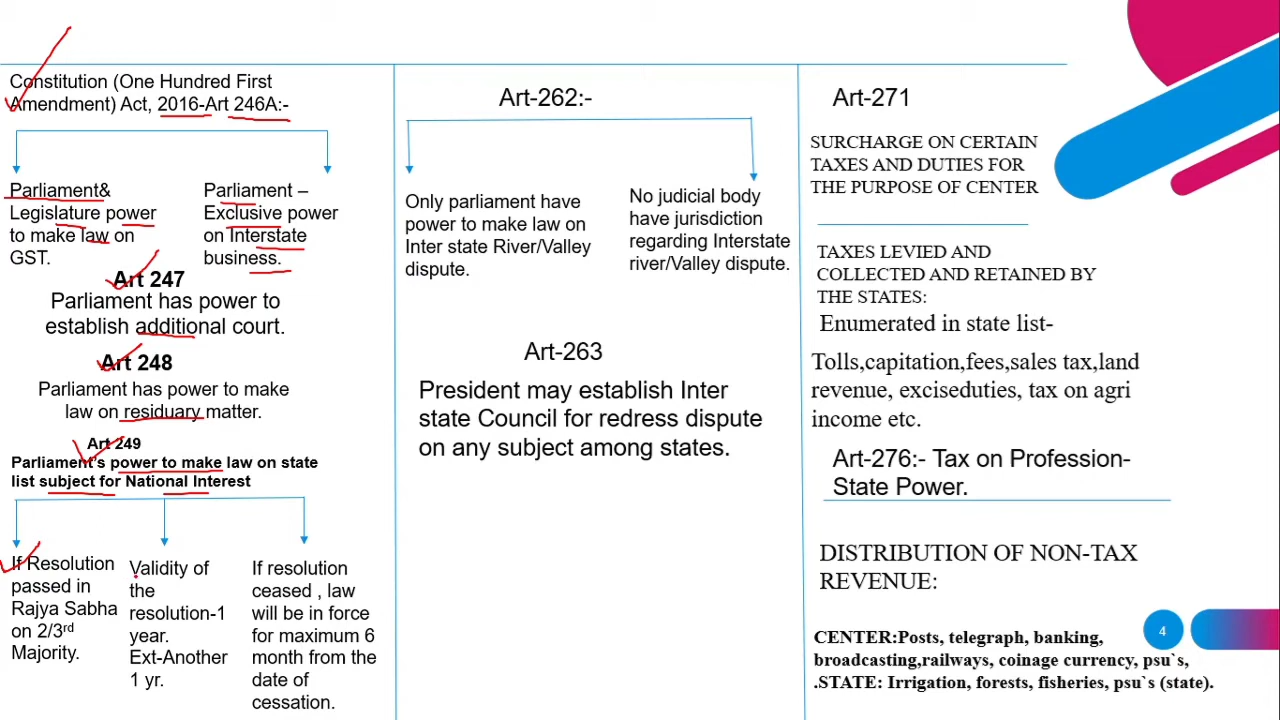 Constitution (One Hundred First
Amendment) Act, 2016-Art 246A:-
Parliament&
Legislature power
to make law on
GST.
Parliament –
Exclusive power
on Interstate
business.
Art 247
Parliament has power to
establish additional court.
Art 248
Parliament has power to make
law on residuary matter.
Art 249
Parliament's power to make law on state
list subject for National Interest
If Resolution
passed in
Rajya Sabha
on 2/3rd
Majority.
Validity of
the
resolution-1
year.
Ext-Another
1 yr.
If resolution
ceased , law
will be in force
for maximum 6
month from the
date of
cessation.
Art-262:-
Only parliament have
power to make law on
Inter state River/Valley
dispute.
No judicial body
have jurisdiction
regarding Interstate
river/Valley dispute.
Art-263
President may establish Inter
state Council for redress dispute
on any subject among states.
Art-271
SURCHARGE ON CERTAIN
TAXES AND DUTIES FOR
THE PURPOSE OF CENTER
TAXES LEVIED AND
COLLECTED AND RETAINED BY
THE STATES:
Enumerated in state list-
Tolls,capitation,fees,sales tax,land
revenue, exciseduties, tax on agri
income etc.
Art-276:- Tax on Profession-
State Power.
DISTRIBUTION OF NON-TAX
REVENUE:
CENTER:Posts, telegraph, banking,
broadcasting,railways, coinage currency, psu`s,
.STATE: Irrigation, forests, fisheries, psu`s (state).
4